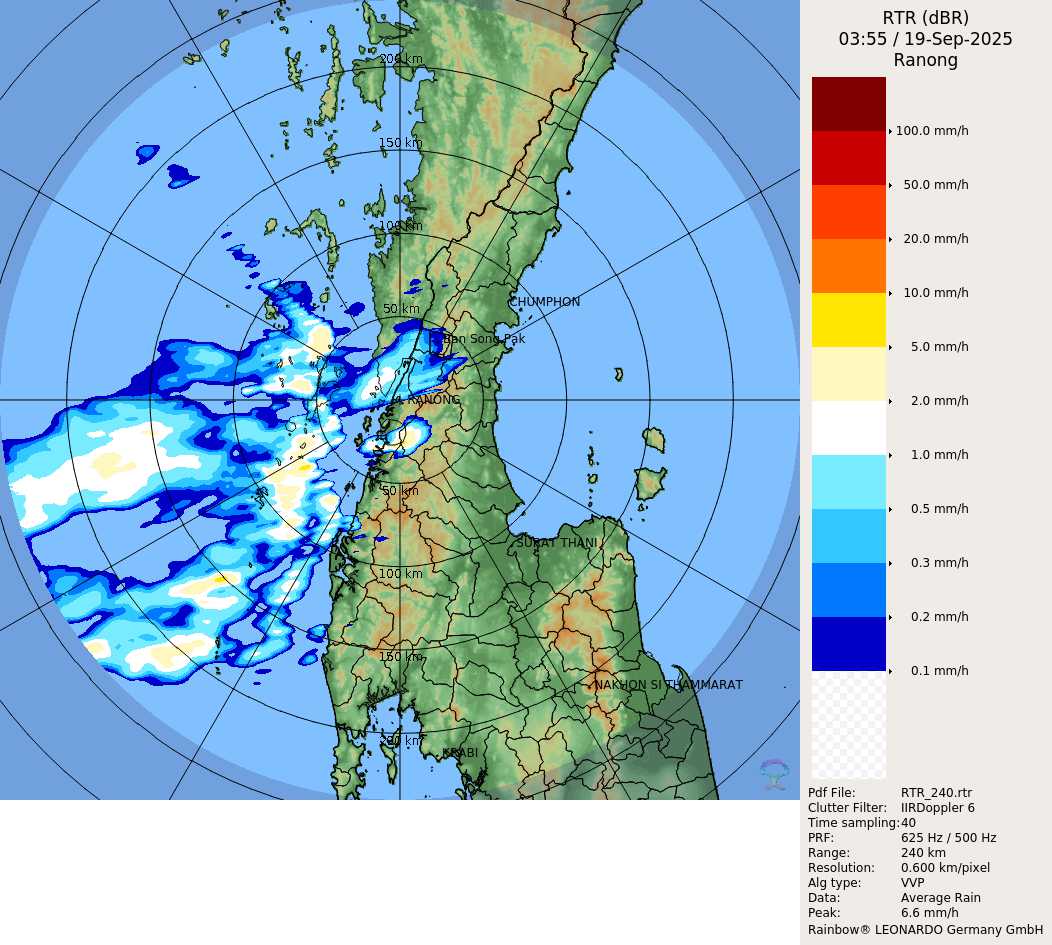 RTR (dBR)
03:55 / 19-Sep-2025
Ranong
200 km
150 km
100 km
CHUMPHON
50 km
Ban Song Pak
RANONG
50 km
SURAT THANI
100 km
150 km
NAKHON SI THAMMARAT
200 km
KRABI
100.0 mm/h
50.0 mm/h
20.0 mm/h
10.0 mm/h
5.0 mm/h
2.0 mm/h
1.0 mm/h
0.5 mm/h
0.3 mm/h
0.2 mm/h
0.1 mm/h
Pdf File: RTR_240.rtr
Clutter Filter: IIRDoppler 6
Time sampling:40
PRF: 625 Hz / 500 Hz
Range: 240 km
Resolution: 0.600 km/pixel
Alg type: VVP
Data: Average Rain
Peak: 6.6 mm/h
Rainbow® LEONARDO Germany GmbH